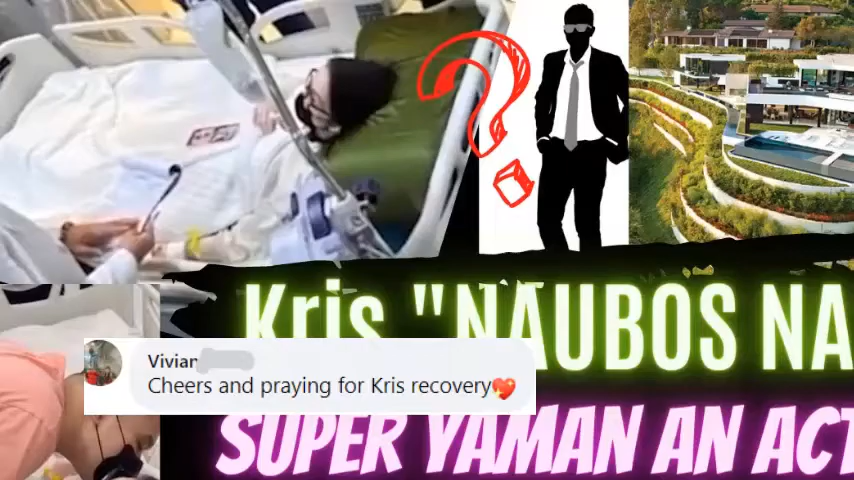 Kris "NAUBOS NA
Vivian
Cheers and praying for Kris recovery
SUPER YAMAN AN ACT